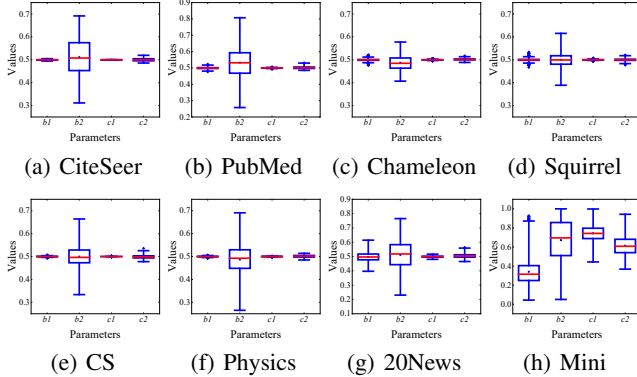 Values
0.7
0.6
0.5
0.4
0.3
b1 b2 c1 c2
Parameters
(a) CiteSeer
Values
0.9
0.8
0.7
0.6
0.5
0.4
0.3
0.2
b1 b2 c1 c2
Parameters
(b) PubMed
Values
0.7
0.6
0.5
0.4
0.3
b1 b2 c1 c2
Parameters
(c) Chameleon
Values
0.7
0.6
0.5
0.4
0.3
b1 b2 c1 c2
Parameters
(d) Squirrel
Values
0.7
0.6
0.5
0.4
0.3
b1 b2 c1 c2
Parameters
(e) CS
Values
0.7
0.6
0.5
0.4
0.3
b1 b2 c1 c2
Parameters
(f) Physics
Values
0.9
0.8
0.7
0.6
0.5
0.4
0.3
0.2
0.1
b1 b2 c1 c2
Parameters
(g) 20News
Values
1.0
0.8
0.6
0.4
0.2
0.0
b1 b2 c1 c2
Parameters
(h) Mini